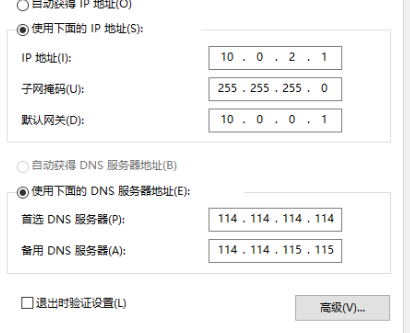 自动获得 IP 地址(O)
使用下面的 IP 地址(S):
IP 地址(I): 10 . 0 . 2 . 1
子网掩码(U): 255 . 255 . 255 . 0
默认网关(D): 10 . 0 . 0 . 1
自动获得 DNS 服务器地址(B)
使用下面的 DNS 服务器地址(E):
首选 DNS 服务器(P): 114 . 114 . 114 . 114
备用 DNS 服务器(A): 114 . 114 . 115 . 115
退出时验证设置(L)
高级(V)...